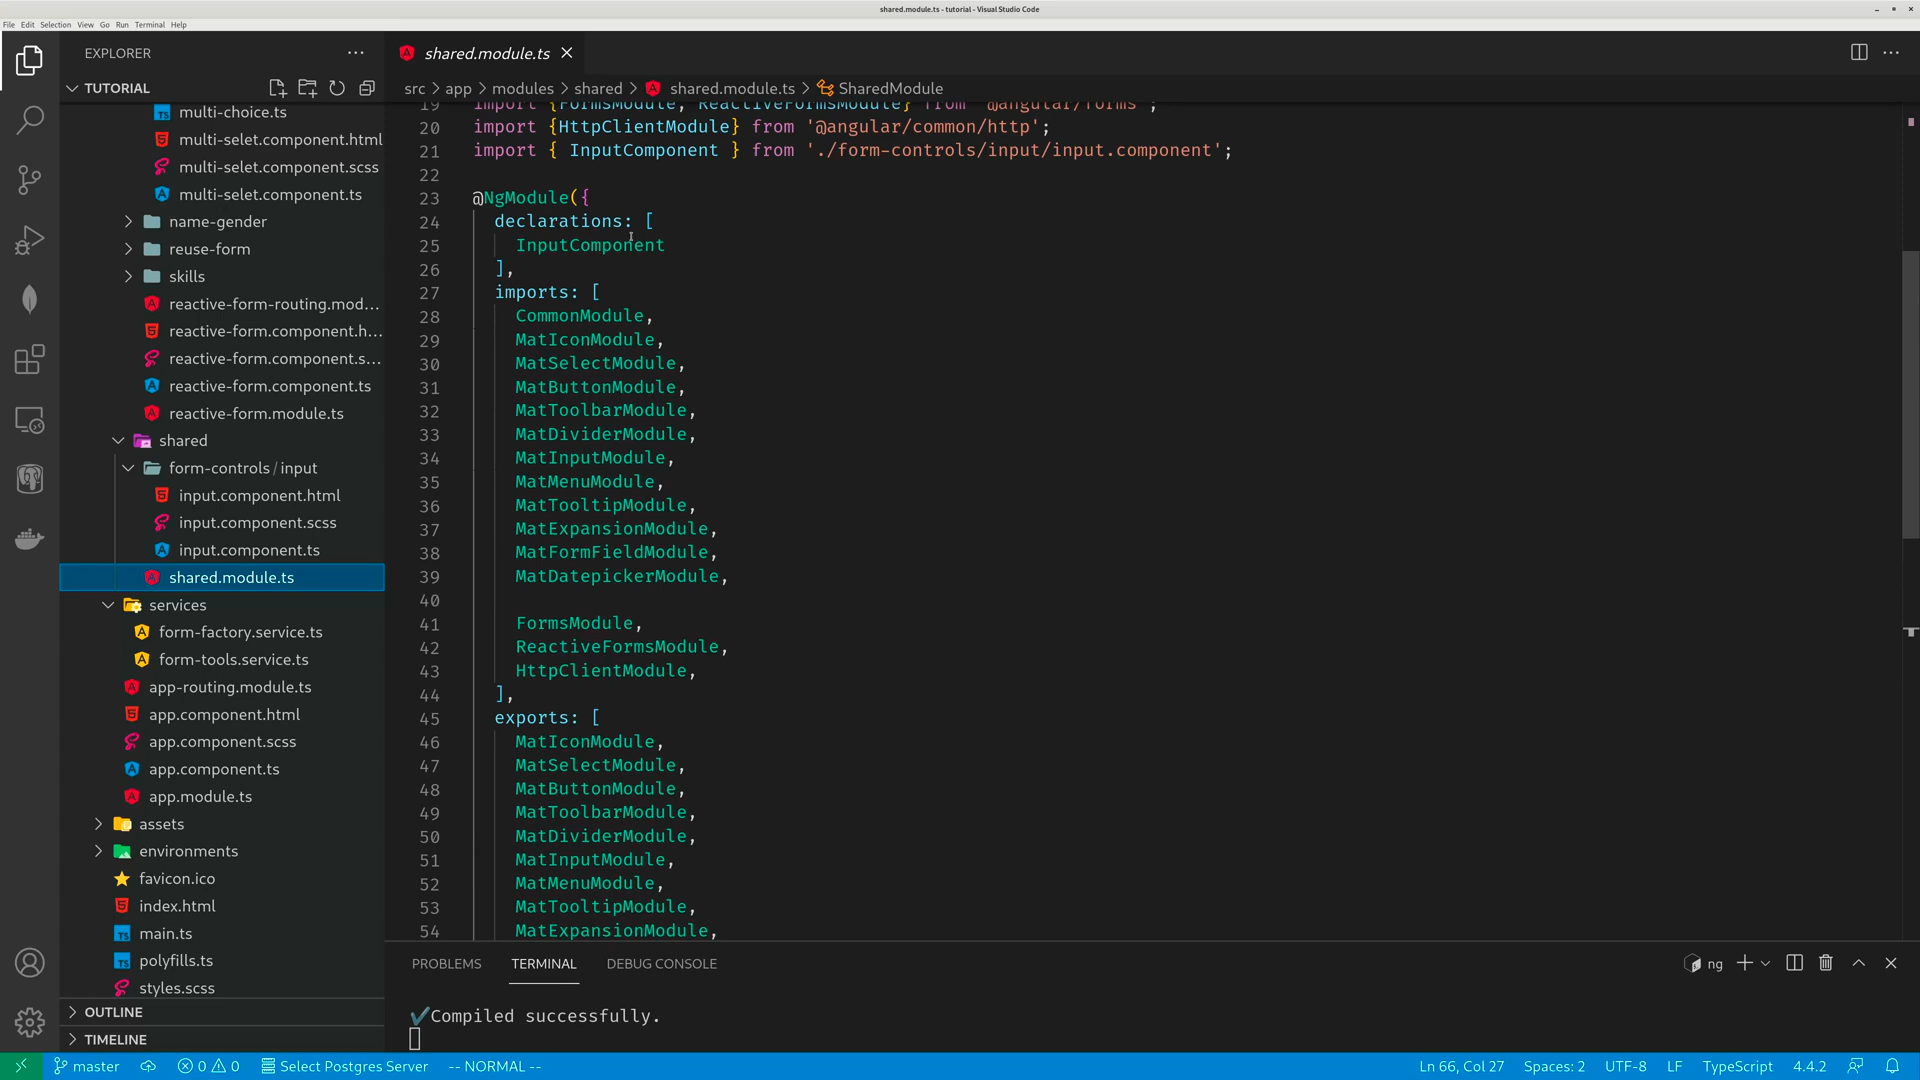 shared.module.ts - tutorial - Visual Studio Code
File Edit Selection View Go Run Terminal Help
EXPLORER
TUTORIAL
multi-choice.ts
multi-selet.component.html
multi-selet.component.scss
multi-selet.component.ts
name-gender
reuse-form
skills
reactive-form-routing.mod...
reactive-form.component.h...
reactive-form.component.s...
reactive-form.component.ts
reactive-form.module.ts
shared
form-controls / input
input.component.html
input.component.scss
input.component.ts
shared.module.ts
services
form-factory.service.ts
form-tools.service.ts
app-routing.module.ts
app.component.html
app.component.scss
app.component.ts
app.module.ts
assets
environments
favicon.ico
index.html
main.ts
polyfills.ts
styles.scss
OUTLINE
TIMELINE
shared.module.ts
src > app > modules > shared > shared.module.ts > SharedModule
19 import {FormsModule, ReactiveFormsModule} from '@angular/forms';
20 import {HttpClientModule} from '@angular/common/http';
21 import { InputComponent } from './form-controls/input/input.component';
22
23 @NgModule({
24 declarations: [
25 InputComponent
26 ],
27 imports: [
28 CommonModule,
29 MatIconModule,
30 MatSelectModule,
31 MatButtonModule,
32 MatToolbarModule,
33 MatDividerModule,
34 MatInputModule,
35 MatMenuModule,
36 MatTooltipModule,
37 MatExpansionModule,
38 MatFormFieldModule,
39 MatDatepickerModule,
40
41 FormsModule,
42 ReactiveFormsModule,
43 HttpClientModule,
44 ],
45 exports: [
46 MatIconModule,
47 MatSelectModule,
48 MatButtonModule,
49 MatToolbarModule,
50 MatDividerModule,
51 MatInputModule,
52 MatMenuModule,
53 MatTooltipModule,
54 MatExpansionModule,
PROBLEMS TERMINAL DEBUG CONSOLE
ng
✔Compiled successfully.
master 0 0 Select Postgres Server -- NORMAL -- Ln 66, Col 27 Spaces: 2 UTF-8 LF TypeScript 4.4.2